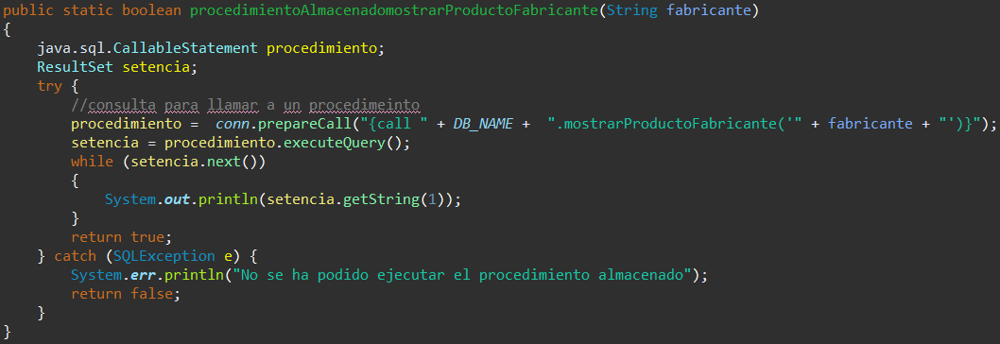 public static boolean procedimientoAlmacenadomostrarProductoFabricante(String fabricante)
{
    java.sql.CallableStatement procedimiento;
    ResultSet setencia;
    try {
        //consulta para llamar a un procedimeinto
        procedimiento =  conn.prepareCall("{call " + DB_NAME +  ".mostrarProductoFabricante('" + fabricante + "')}");
        setencia = procedimiento.executeQuery();
        while (setencia.next())
        {
            System.out.println(setencia.getString(1));
        }
        return true;
    } catch (SQLException e) {
        System.err.println("No se ha podido ejecutar el procedimiento almacenado");
        return false;
    }
}